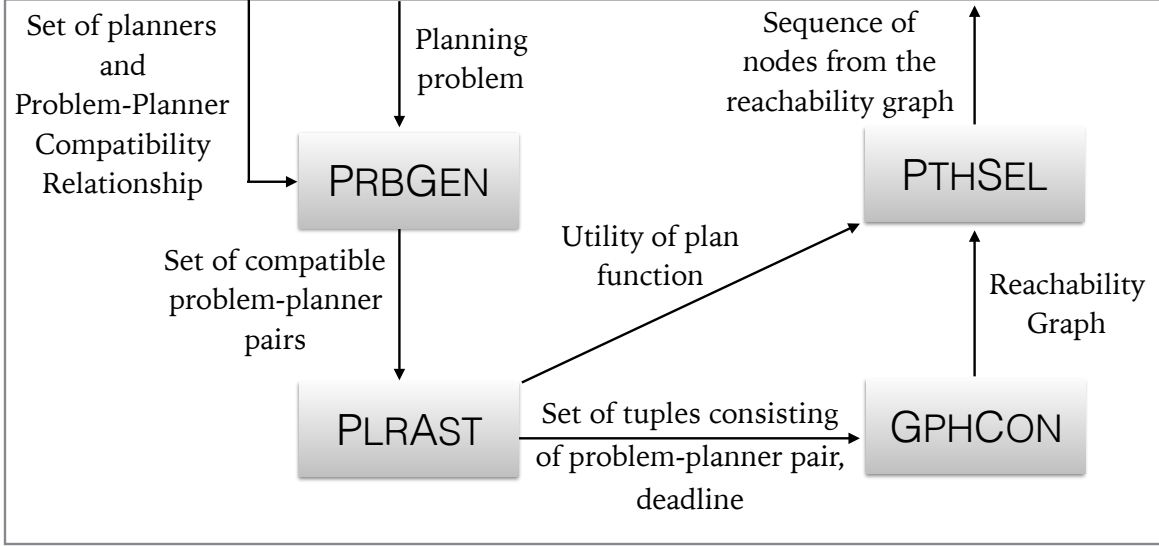 Set of planners
and
Problem-Planner
Compatibility
Relationship
Planning
problem
Sequence of
nodes from the
reachability graph
PRBGEN
PTHSEL
Set of compatible
problem-planner
pairs
Utility of plan
function
Reachability
Graph
PLRAST
Set of tuples consisting
of problem-planner pair,
deadline
GPHCON